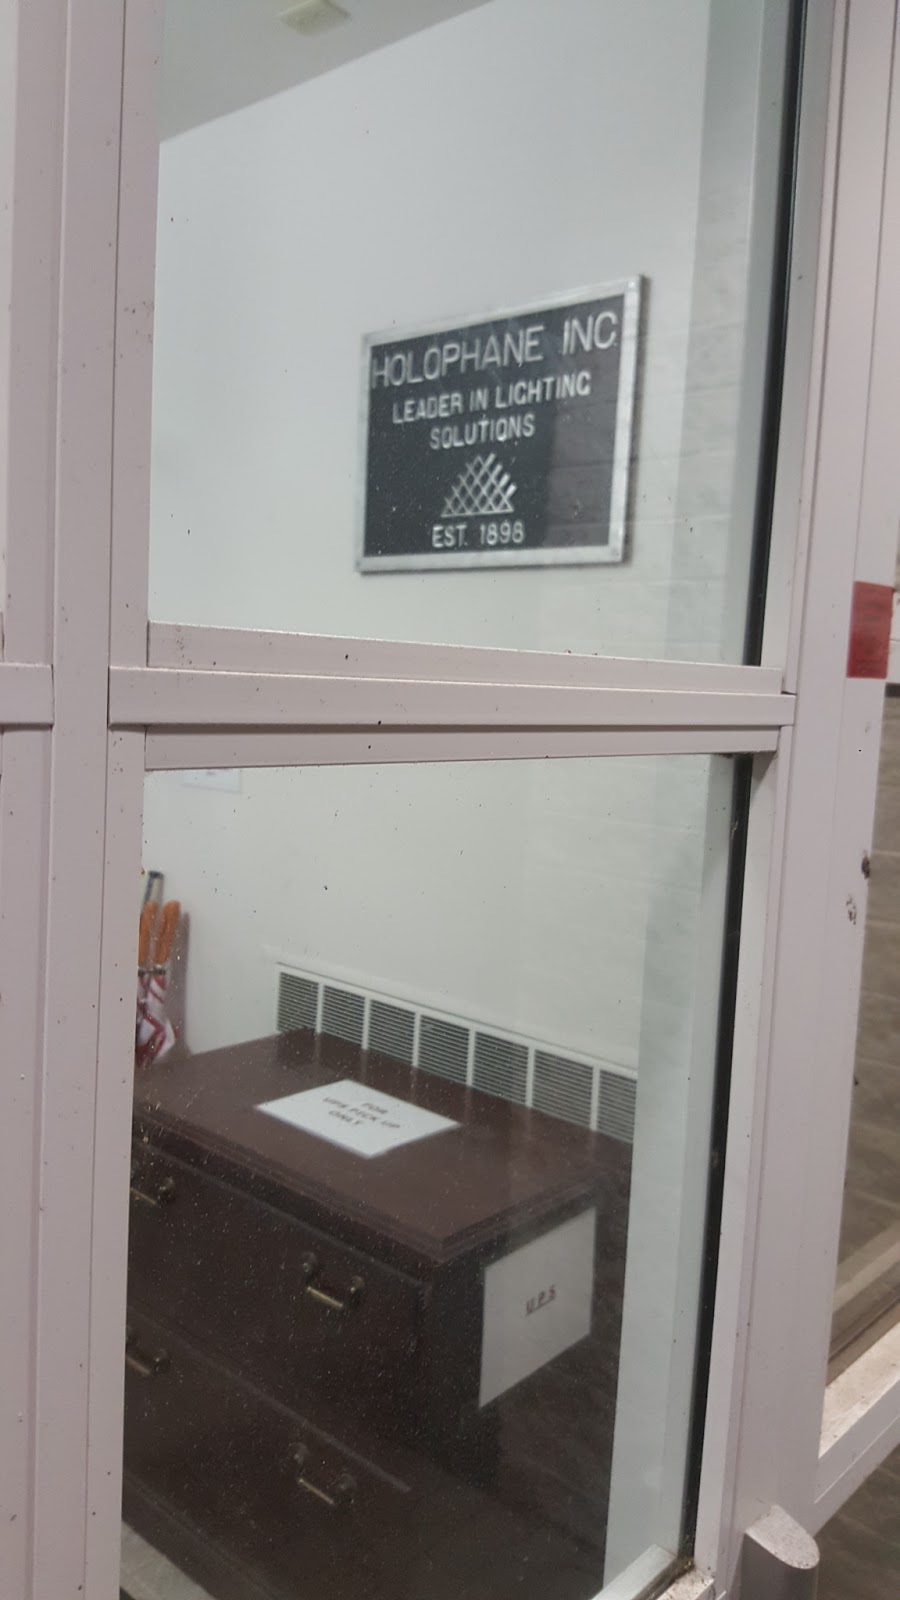 HOLOPHANE INC.
LEADER IN LIGHTING
SOLUTIONS
EST. 1898
FOR
UPS PICK UP
ONLY
UPS